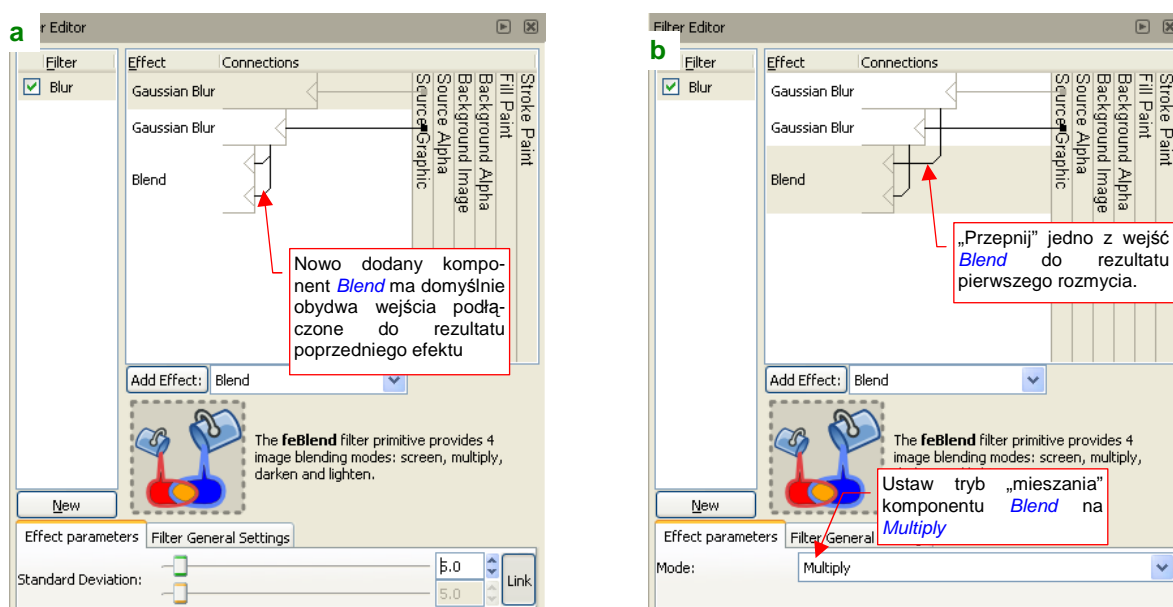 a
r Editor
Filter
Effect
Connections
Blur
Gaussian Blur
Gaussian Blur
Blend
Source Graphic
Source Alpha
Background Image
Background Alpha
Fill Paint
Stroke Paint
Nowo dodany kompo-
nent Blend ma domyślnie
obydwa wejścia podłą-
czone do rezultatu
poprzedniego efektu
Add Effect:
Blend
The feBlend filter primitive provides 4
image blending modes: screen, multiply,
darken and lighten.
New
Effect parameters
Filter General Settings
Standard Deviation:
5.0
5.0
Link
b
Filter Editor
Filter
Effect
Connections
Blur
Gaussian Blur
Gaussian Blur
Blend
Source Graphic
Source Alpha
Background Image
Background Alpha
Fill Paint
Stroke Paint
„Przepnij” jedno z wejść
Blend do rezultatu
pierwszego rozmycia.
Add Effect:
Blend
The feBlend filter primitive provides 4
image blending modes: screen, multiply,
Ustaw tryb „mieszania”
komponentu Blend na
Multiply
New
Effect parameters
Filter General
Mode:
Multiply